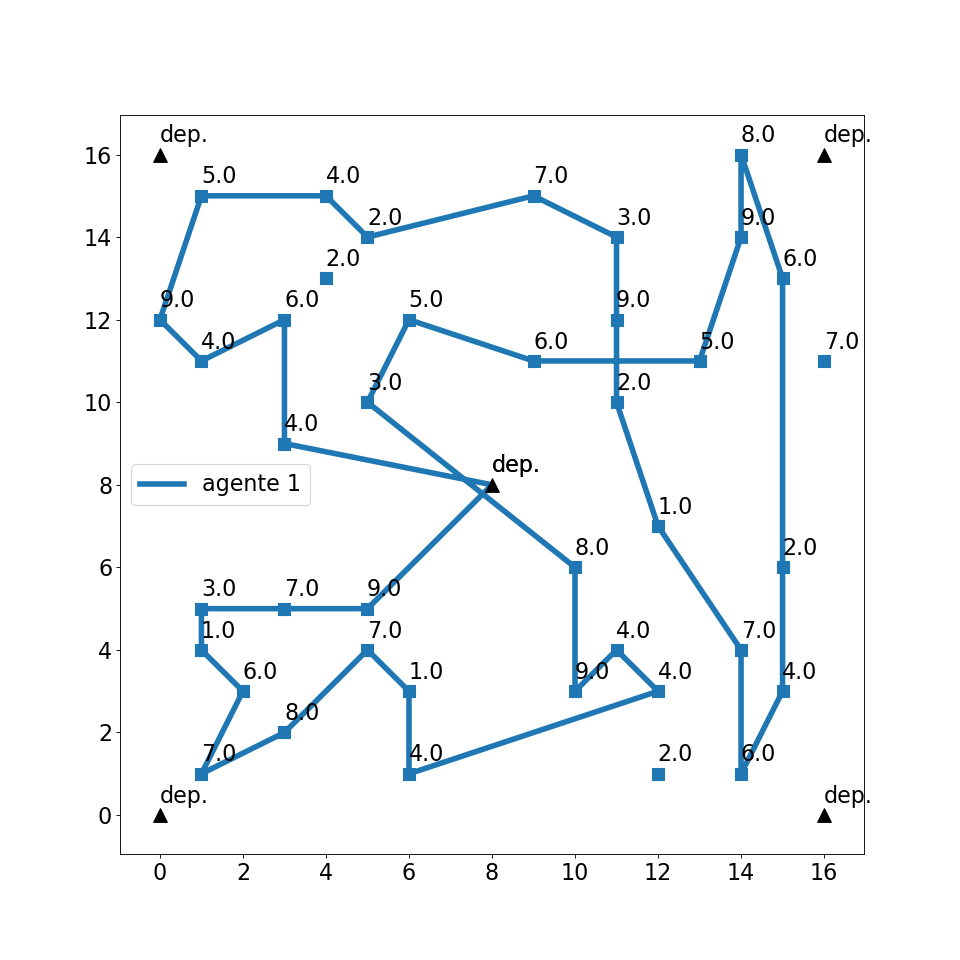 dep. 8.0 dep.
16
5.0 4.0 7.0
2.0 3.0 9.0
14
2.0 6.0
9.0 6.0 5.0 9.0
12
4.0 6.0 5.0 7.0
3.0 2.0
10
4.0
dep.
8
agente 1
1.0
8.0 2.0
6
3.0 7.0 9.0
1.0 7.0 4.0 7.0
4
6.0 1.0 9.0 4.0 4.0
8.0
2
7.0 4.0 2.0 6.0
dep. dep.
0
0 2 4 6 8 10 12 14 16